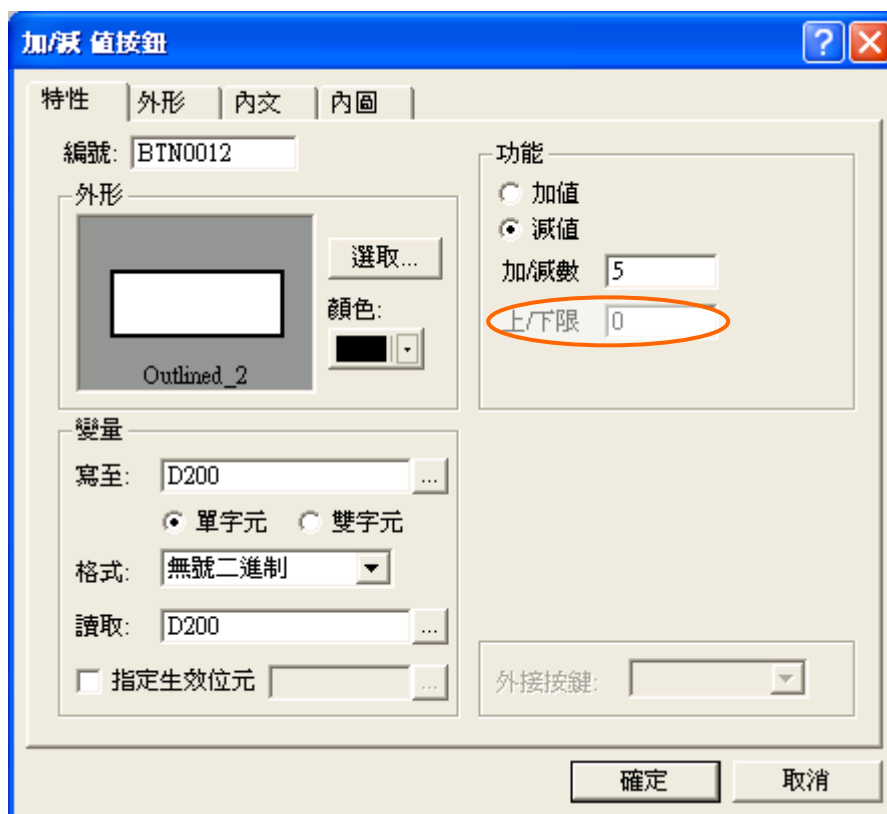 加/減 值按鈕
特性 外形 內文 內圖
編號: BTN0012
外形
選取...
顏色:
Outlined_2
功能
加值
減值
加/減數 5
上/下限 0
變量
寫至: D200 ...
單字元 雙字元
格式: 無號二進制
讀取: D200 ...
指定生效位元 ...
外接按鍵:
確定 取消